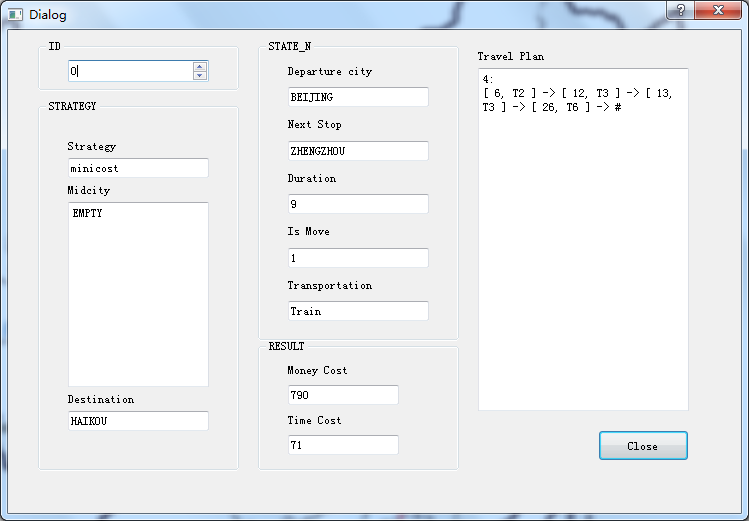 Dialog
ID
0
STRATEGY
Strategy
minicost
Midcity
EMPTY
Destination
HAIKOU
STATE_N
Departure city
BEIJING
Next Stop
ZHENGZHOU
Duration
9
Is Move
1
Transportation
Train
RESULT
Money Cost
790
Time Cost
71
Travel Plan
4:
[ 6, T2 ] -> [ 12, T3 ] -> [ 13,
T3 ] -> [ 26, T6 ] -> #
Close